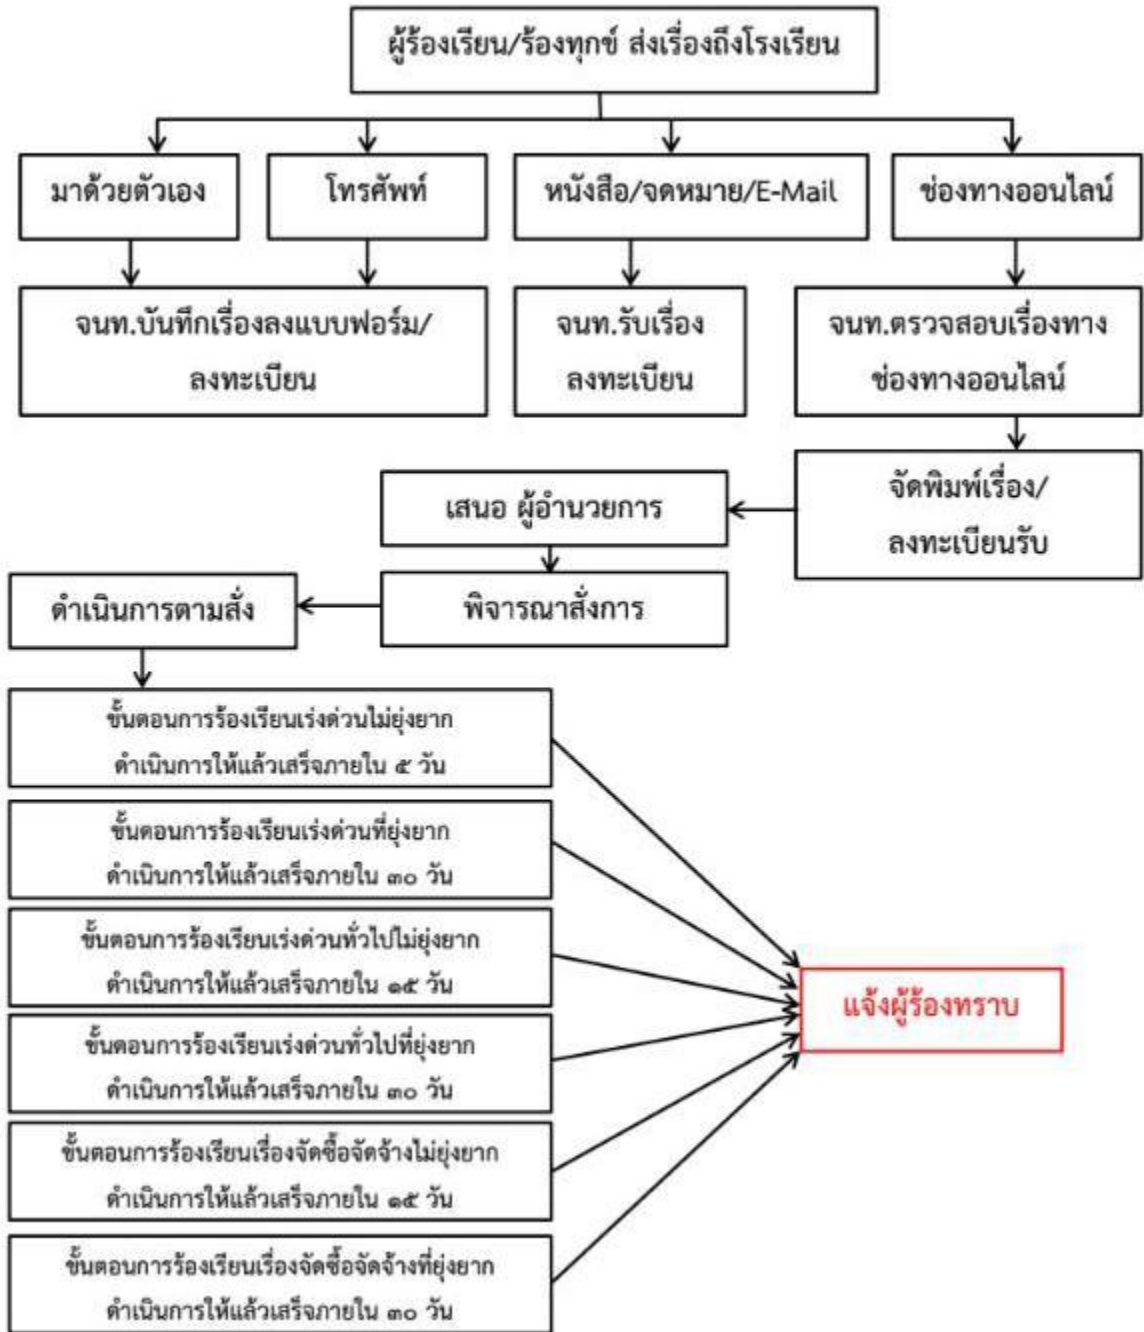 ผู้ร้องเรียน/ร้องทุกข์ ส่งเรื่องถึงโรงเรียน
มาด้วยตัวเอง
โทรศัพท์
หนังสือ/จดหมาย/E-Mail
ช่องทางออนไลน์
จนท.บันทึกเรื่องลงแบบฟอร์ม/
ลงทะเบียน
จนท.รับเรื่อง
ลงทะเบียน
จนท.ตรวจสอบเรื่องทาง
ช่องทางออนไลน์
จัดพิมพ์เรื่อง/
ลงทะเบียนรับ
เสนอ ผู้อำนวยการ
พิจารณาสั่งการ
ดำเนินการตามสั่ง
ขั้นตอนการร้องเรียนเร่งด่วนไม่ยุ่งยาก
ดำเนินการให้แล้วเสร็จภายใน ๕ วัน
ขั้นตอนการร้องเรียนเร่งด่วนที่ยุ่งยาก
ดำเนินการให้แล้วเสร็จภายใน ๓๐ วัน
ขั้นตอนการร้องเรียนเร่งด่วนทั่วไปไม่ยุ่งยาก
ดำเนินการให้แล้วเสร็จภายใน ๑๕ วัน
ขั้นตอนการร้องเรียนเร่งด่วนทั่วไปที่ยุ่งยาก
ดำเนินการให้แล้วเสร็จภายใน ๓๐ วัน
ขั้นตอนการร้องเรียนเรื่องจัดซื้อจัดจ้างไม่ยุ่งยาก
ดำเนินการให้แล้วเสร็จภายใน ๑๕ วัน
ขั้นตอนการร้องเรียนเรื่องจัดซื้อจัดจ้างที่ยุ่งยาก
ดำเนินการให้แล้วเสร็จภายใน ๓๐ วัน
แจ้งผู้ร้องทราบ